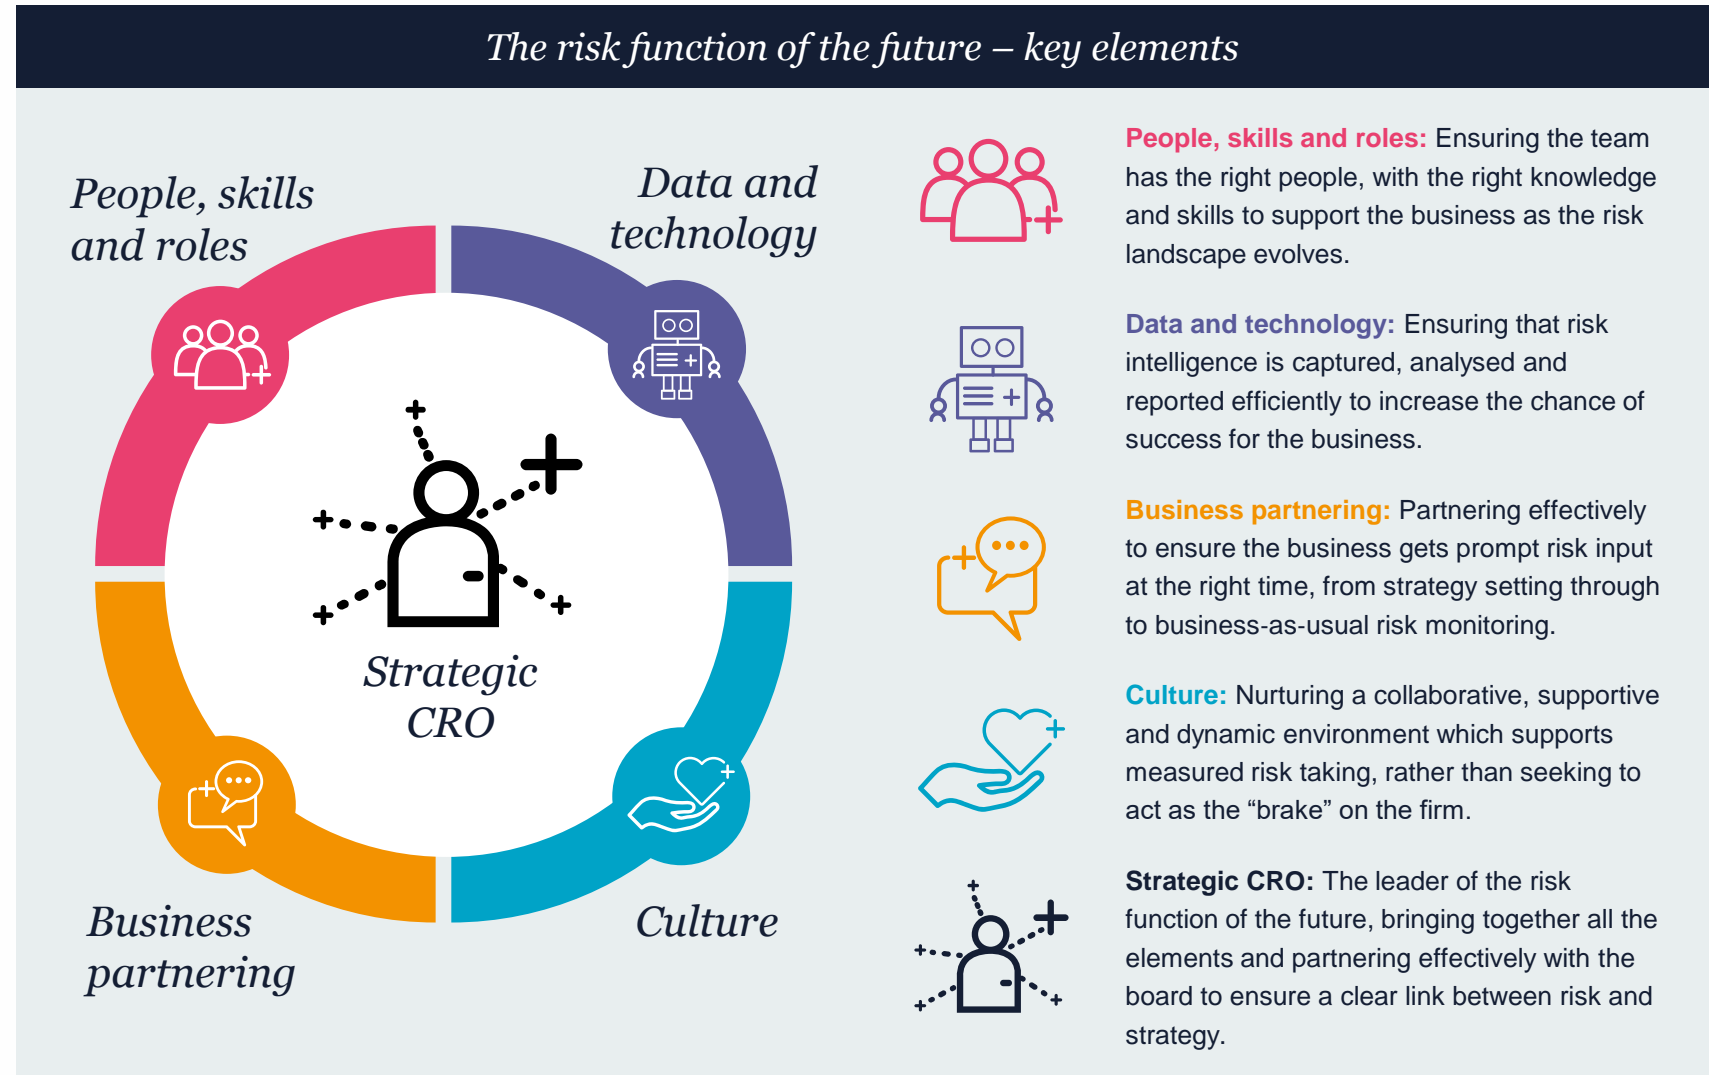 The risk function of the future – key elements
People, skills
and roles
Data and
technology
Strategic
CRO
Business
partnering
Culture
People, skills and roles: Ensuring the team
has the right people, with the right knowledge
and skills to support the business as the risk
landscape evolves.
Data and technology: Ensuring that risk
intelligence is captured, analysed and
reported efficiently to increase the chance of
success for the business.
Business partnering: Partnering effectively
to ensure the business gets prompt risk input
at the right time, from strategy setting through
to business-as-usual risk monitoring.
Culture: Nurturing a collaborative, supportive
and dynamic environment which supports
measured risk taking, rather than seeking to
act as the “brake” on the firm.
Strategic CRO: The leader of the risk
function of the future, bringing together all the
elements and partnering effectively with the
board to ensure a clear link between risk and
strategy.